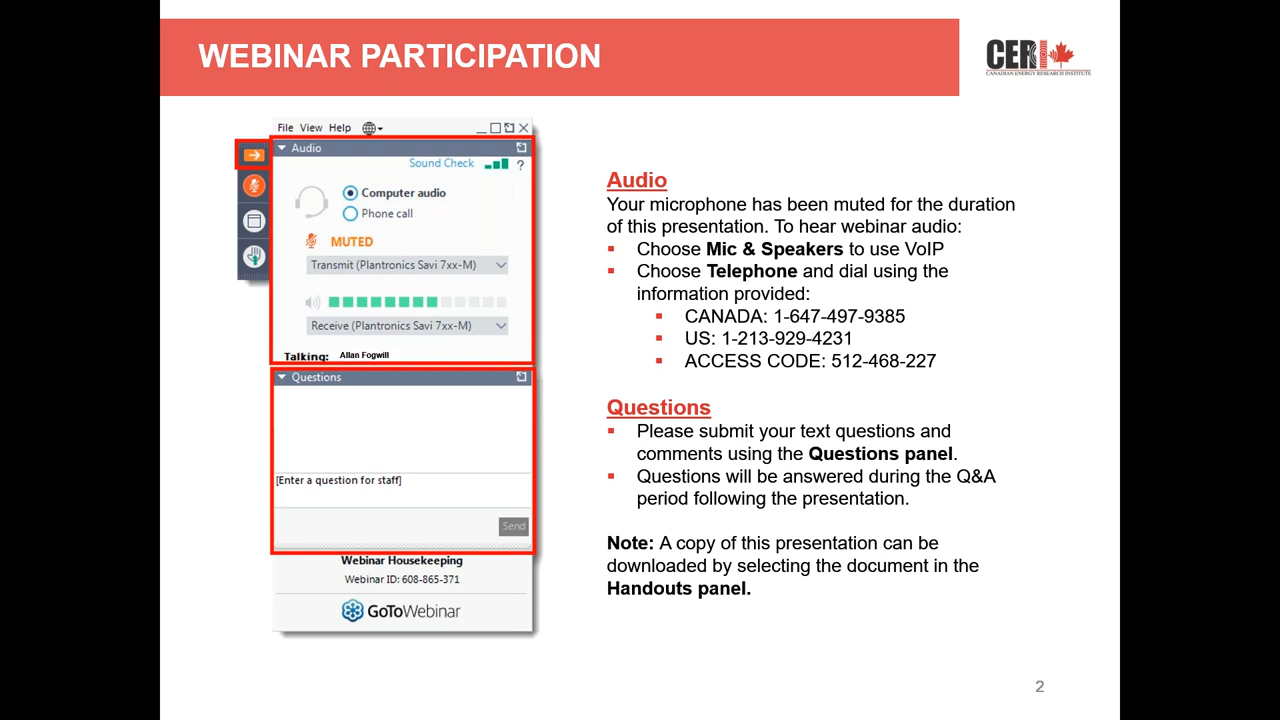 WEBINAR PARTICIPATION
CERI
CANADIAN ENERGY RESEARCH INSTITUTE
File View Help
Audio
Sound Check
?
Computer audio
Phone call
MUTED
Transmit (Plantronics Savi 7xx-M)
Receive (Plantronics Savi 7xx-M)
Talking: Allan Fogwill
Questions
[Enter a question for staff]
Send
Webinar Housekeeping
Webinar ID: 608-865-371
GoToWebinar
Audio
Your microphone has been muted for the duration
of this presentation. To hear webinar audio:
Choose Mic & Speakers to use VoIP
Choose Telephone and dial using the
information provided:
CANADA: 1-647-497-9385
US: 1-213-929-4231
ACCESS CODE: 512-468-227
Questions
Please submit your text questions and
comments using the Questions panel.
Questions will be answered during the Q&A
period following the presentation.
Note: A copy of this presentation can be
downloaded by selecting the document in the
Handouts panel.
2